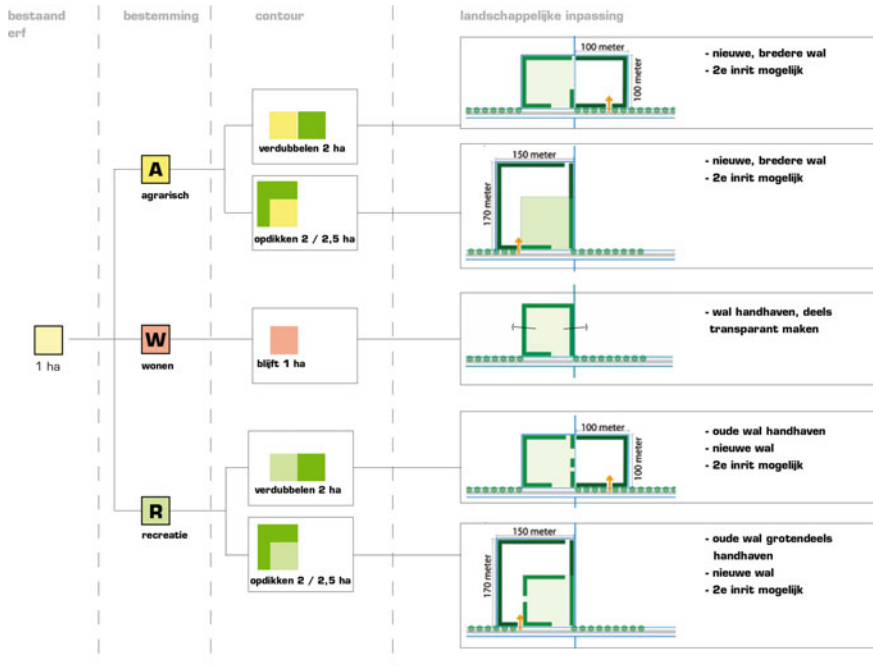 bestaand
erf
bestemming
contour
landschappelijke inpassing
1 ha
A
agrarisch
verdubbelen 2 ha
100 meter
100 meter
- nieuwe, bredere wal
- 2e inrit mogelijk
opdikken 2 / 2,5 ha
150 meter
170 meter
- nieuwe, bredere wal
- 2e inrit mogelijk
W
wonen
blijft 1 ha
- wal handhaven, deels
transparant maken
R
recreatie
verdubbelen 2 ha
100 meter
100 meter
- oude wal handhaven
- nieuwe wal
- 2e inrit mogelijk
opdikken 2 / 2,5 ha
150 meter
170 meter
- oude wal grotendeels
handhaven
- nieuwe wal
- 2e inrit mogelijk